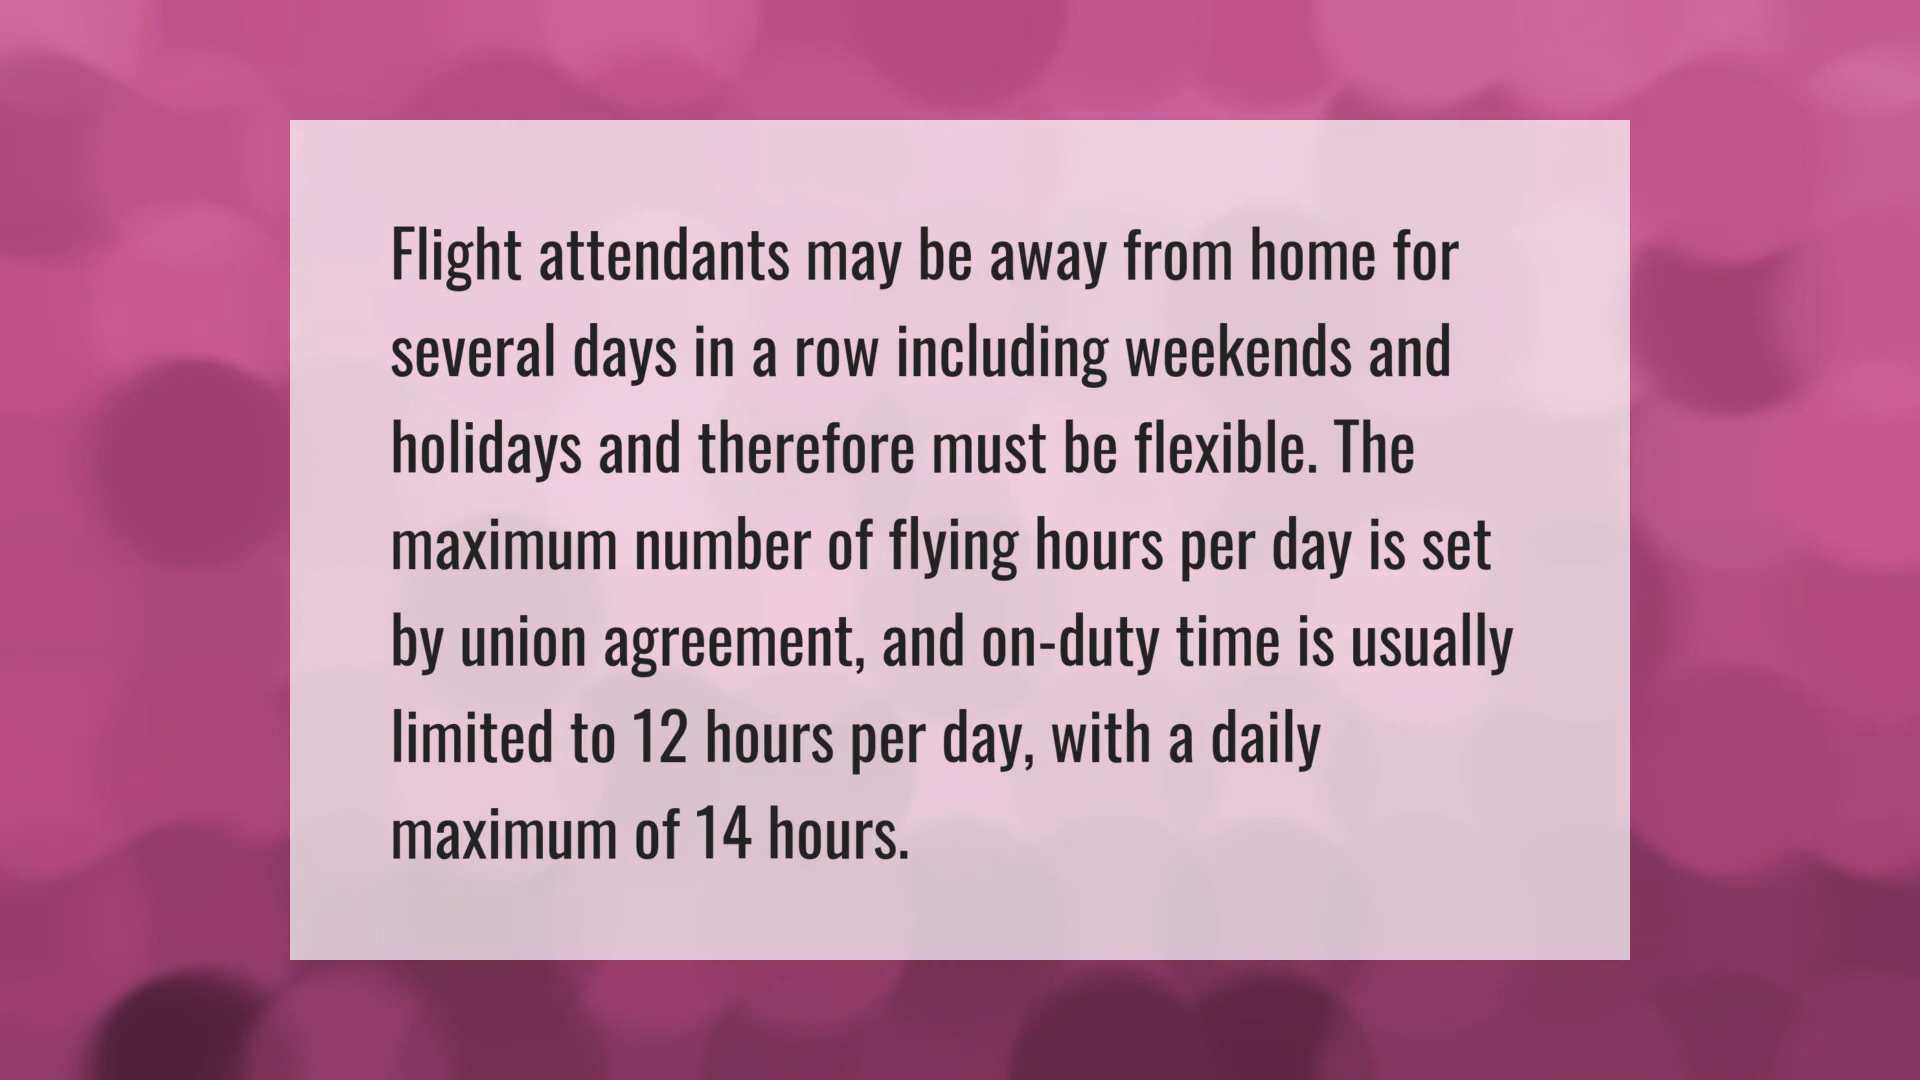 Flight attendants may be away from home for
several days in a row including weekends and
holidays and therefore must be flexible. The
maximum number of flying hours per day is set
by union agreement, and on-duty time is usually
limited to 12 hours per day, with a daily
maximum of 14 hours.